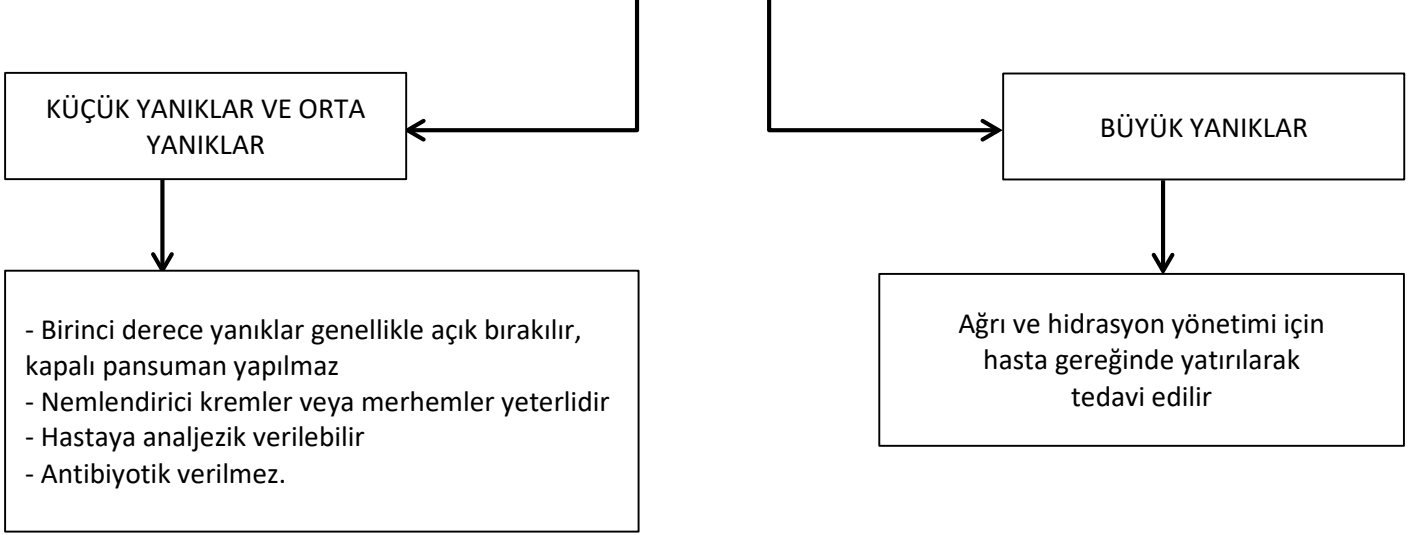 KÜÇÜK YANIKLAR VE ORTA
YANIKLAR
BÜYÜK YANIKLAR
- Birinci derece yanıklar genellikle açık bırakılır,
kapalı pansuman yapılmaz
- Nemlendirici kremler veya merhemler yeterlidir
- Hastaya analjezik verilebilir
- Antibiyotik verilmez.
Ağrı ve hidrasyon yönetimi için
hasta gereğinde yatırılarak
tedavi edilir